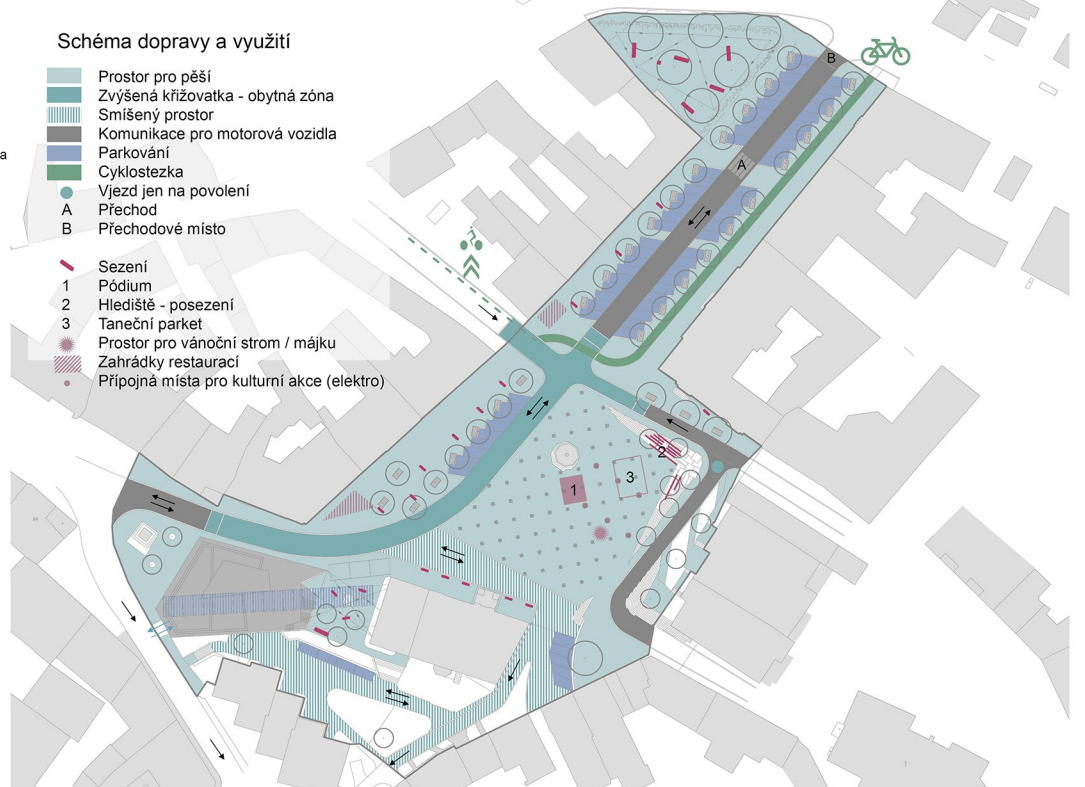 Schéma dopravy a využití
Prostor pro pěší
Zvýšená křižovatka - obytná zóna
Smíšený prostor
Komunikace pro motorová vozidla
a
Parkování
Cyklostezka
Vjezd jen na povolení
A Přechod
B Přechodové místo
Sezení
1 Pódium
2 Hlediště - posezení
3 Taneční parket
Prostor pro vánoční strom / májku
Zahrádky restaurací
Přípojná místa pro kulturní akce (elektro)
B
A
2
3
1